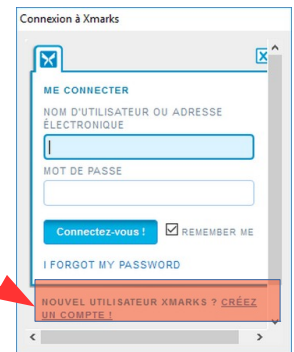 Connexion à Xmarks
ME CONNECTER
NOM D'UTILISATEUR OU ADRESSE
ÉLECTRONIQUE
MOT DE PASSE
Connectez-vous !
REMEMBER ME
I FORGOT MY PASSWORD
NOUVEL UTILISATEUR XMARKS ? CRÉEZ
UN COMPTE !